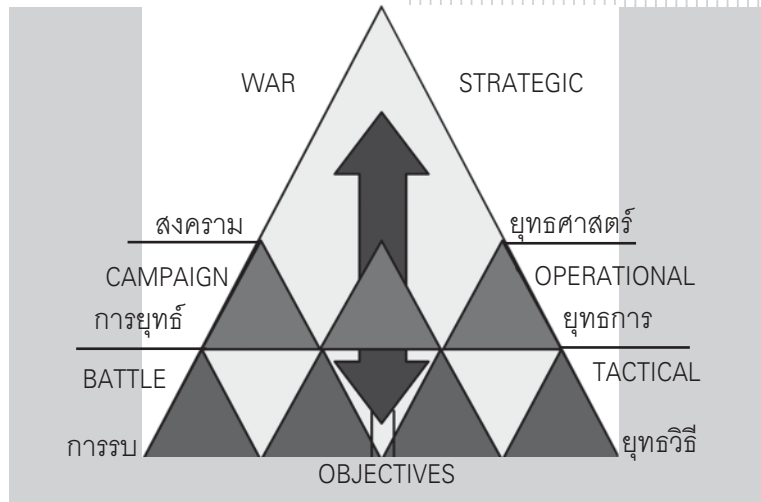 WAR STRATEGIC
สงคราม ยุทธศาสตร์
CAMPAIGN OPERATIONAL
การยุทธ์ ยุทธการ
BATTLE TACTICAL
การรบ ยุทธวิธี
OBJECTIVES